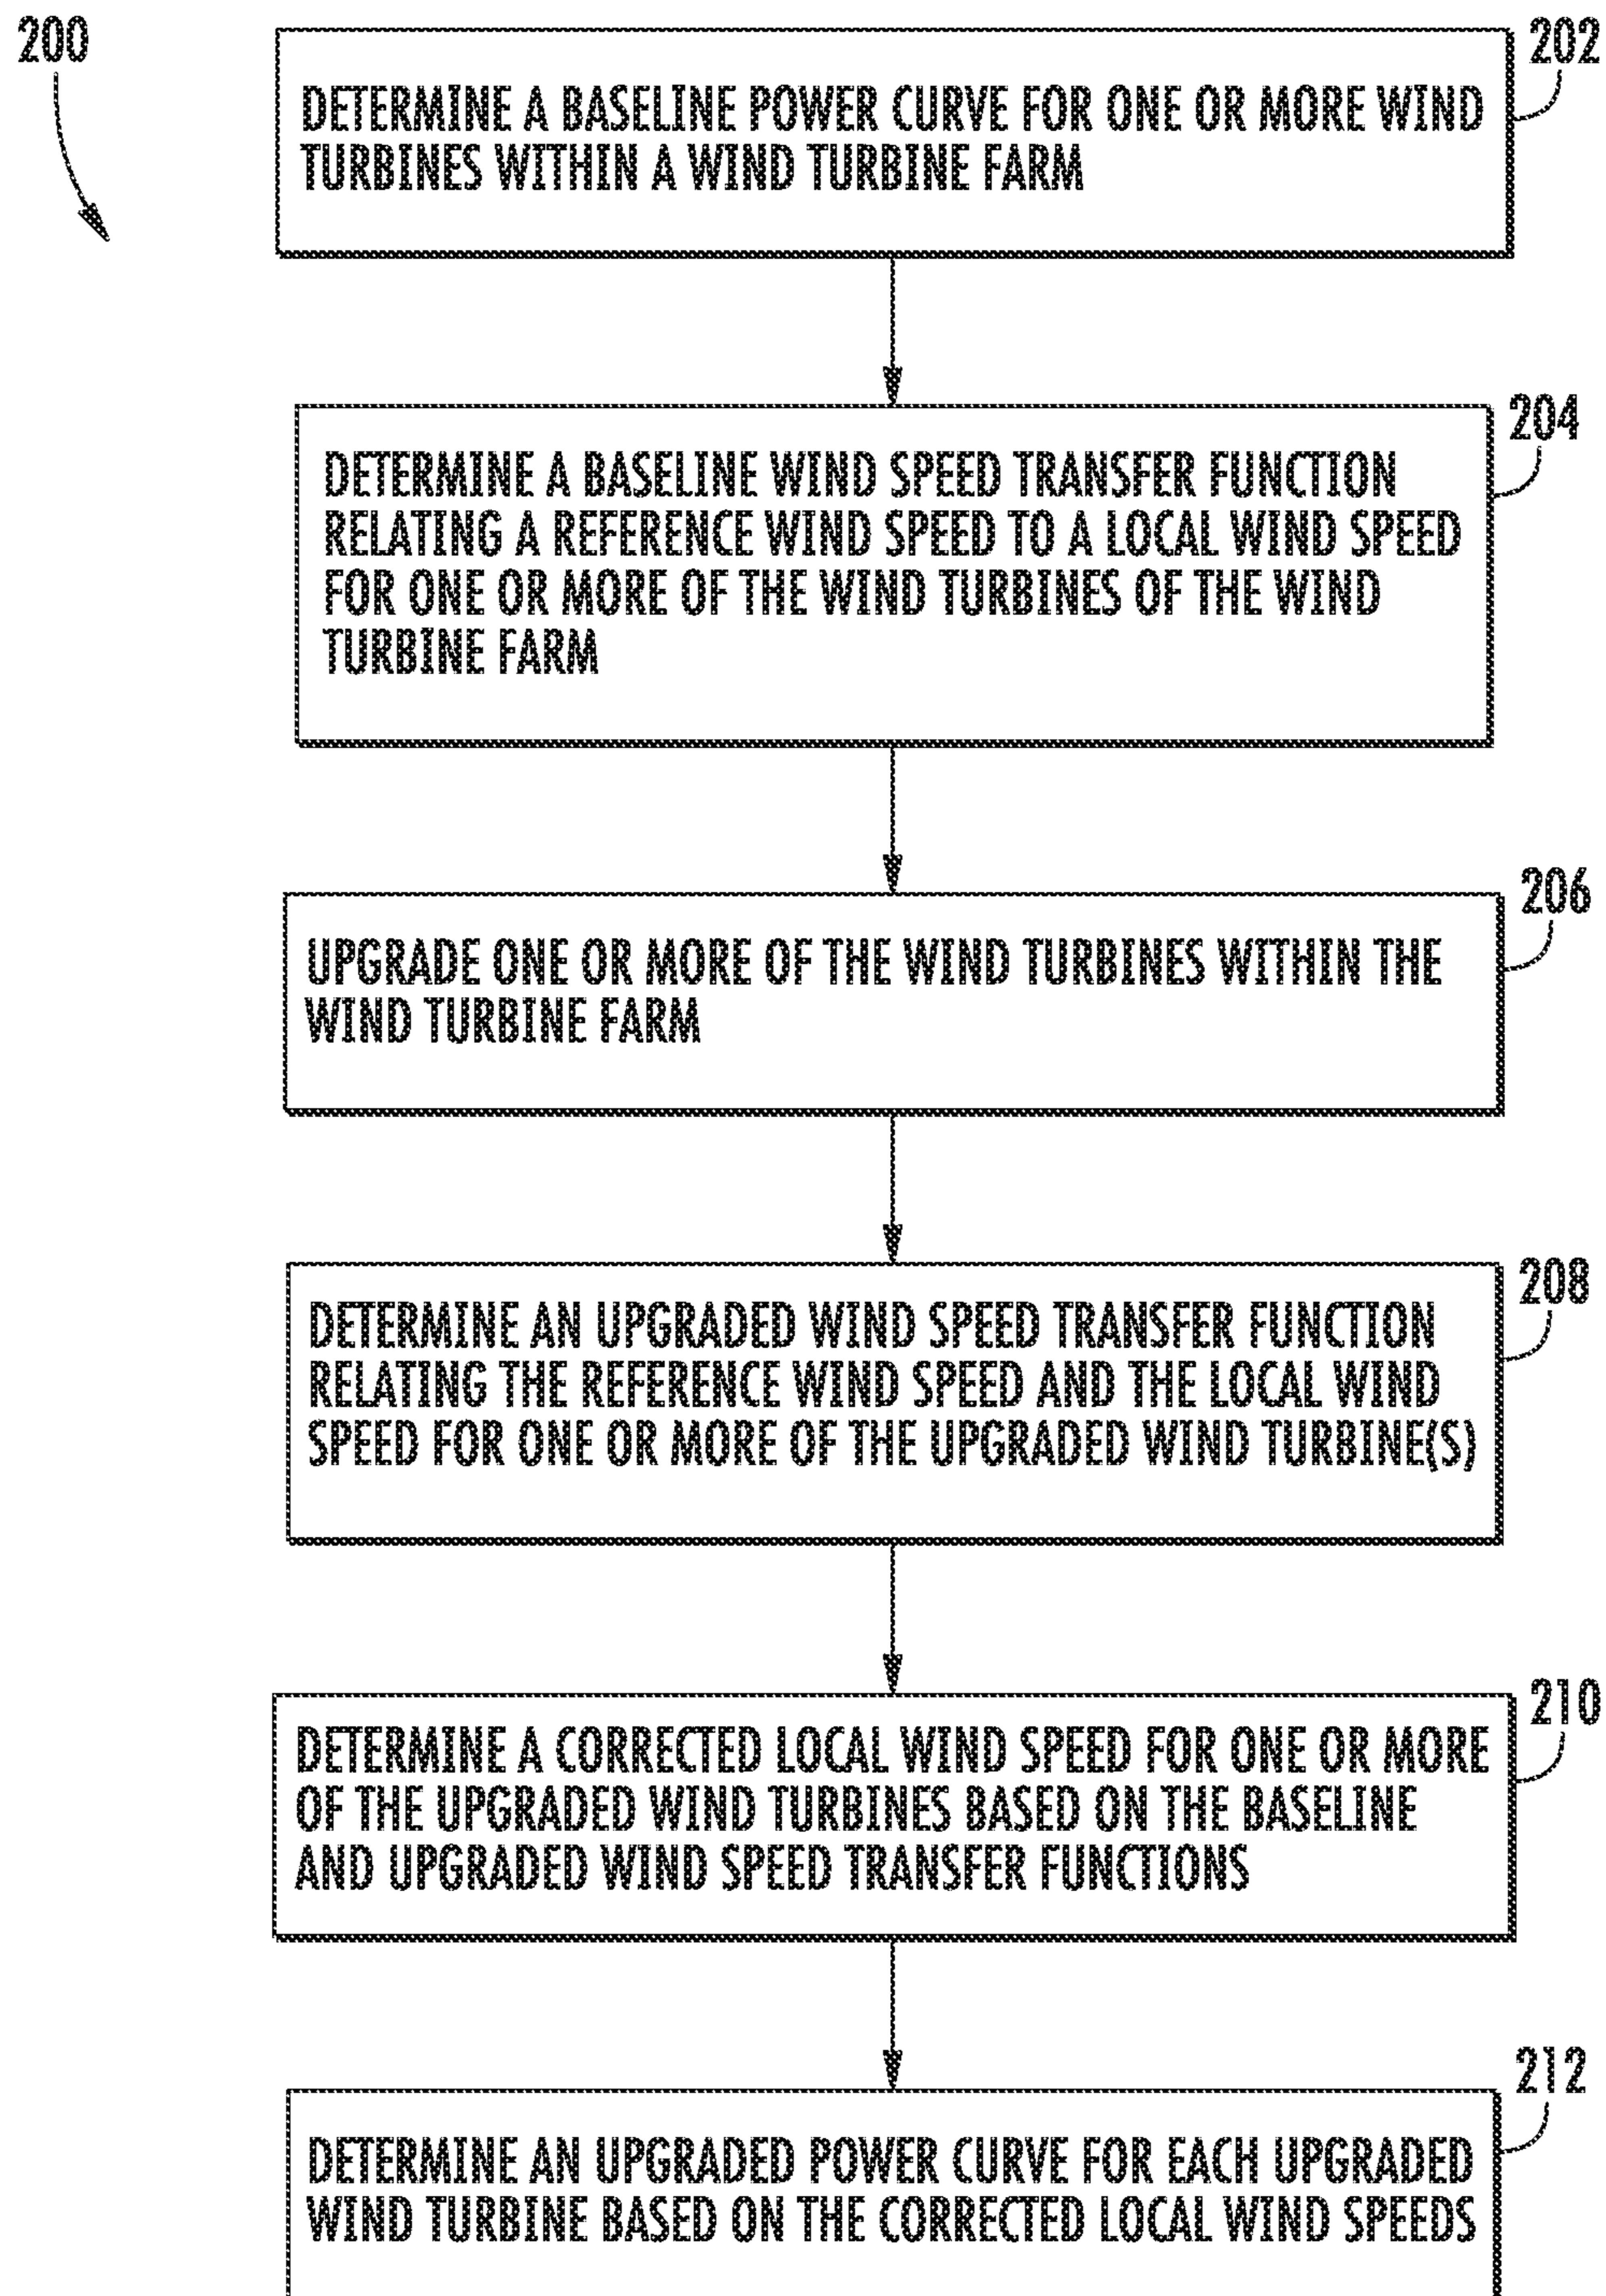 200
202
DETERMINE A BASELINE POWER CURVE FOR ONE OR MORE WIND
TURBINES WITHIN A WIND TURBINE FARM
204
DETERMINE A BASELINE WIND SPEED TRANSFER FUNCTION
RELATING A REFERENCE WIND SPEED TO A LOCAL WIND SPEED
FOR ONE OR MORE OF THE WIND TURBINES OF THE WIND
TURBINE FARM
206
UPGRADE ONE OR MORE OF THE WIND TURBINES WITHIN THE
WIND TURBINE FARM
208
DETERMINE AN UPGRADED WIND SPEED TRANSFER FUNCTION
RELATING THE REFERENCE WIND SPEED AND THE LOCAL WIND
SPEED FOR ONE OR MORE OF THE UPGRADED WIND TURBINE(S)
210
DETERMINE A CORRECTED LOCAL WIND SPEED FOR ONE OR MORE
OF THE UPGRADED WIND TURBINES BASED ON THE BASELINE
AND UPGRADED WIND SPEED TRANSFER FUNCTIONS
212
DETERMINE AN UPGRADED POWER CURVE FOR EACH UPGRADED
WIND TURBINE BASED ON THE CORRECTED LOCAL WIND SPEEDS